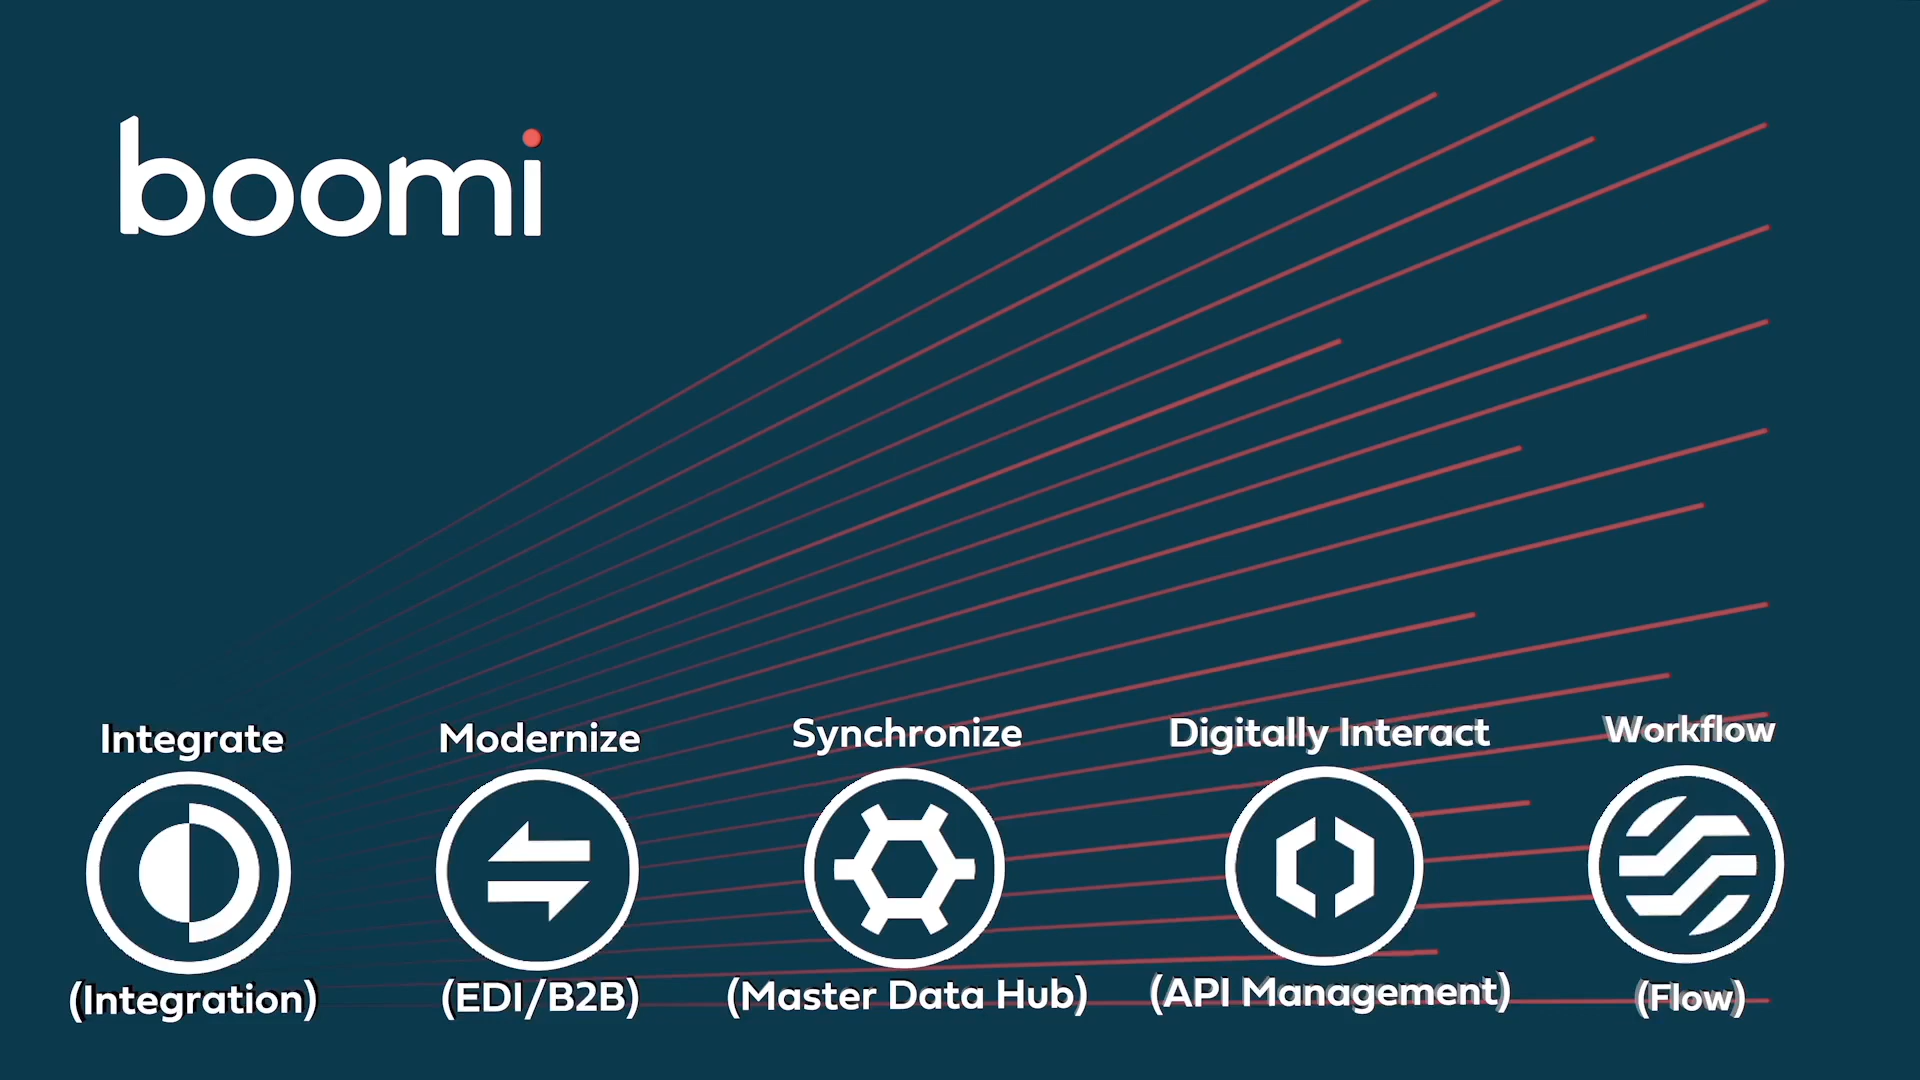 boomi
Integrate
Modernize
Synchronize
Digitally Interact
Workflow
(Integration)
(EDI/B2B)
(Master Data Hub)
(API Management)
(Flow)